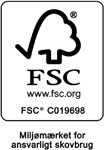 FSC
www.fsc.org
FSC® C019698
Miljømærket for
ansvarligt skovbrug